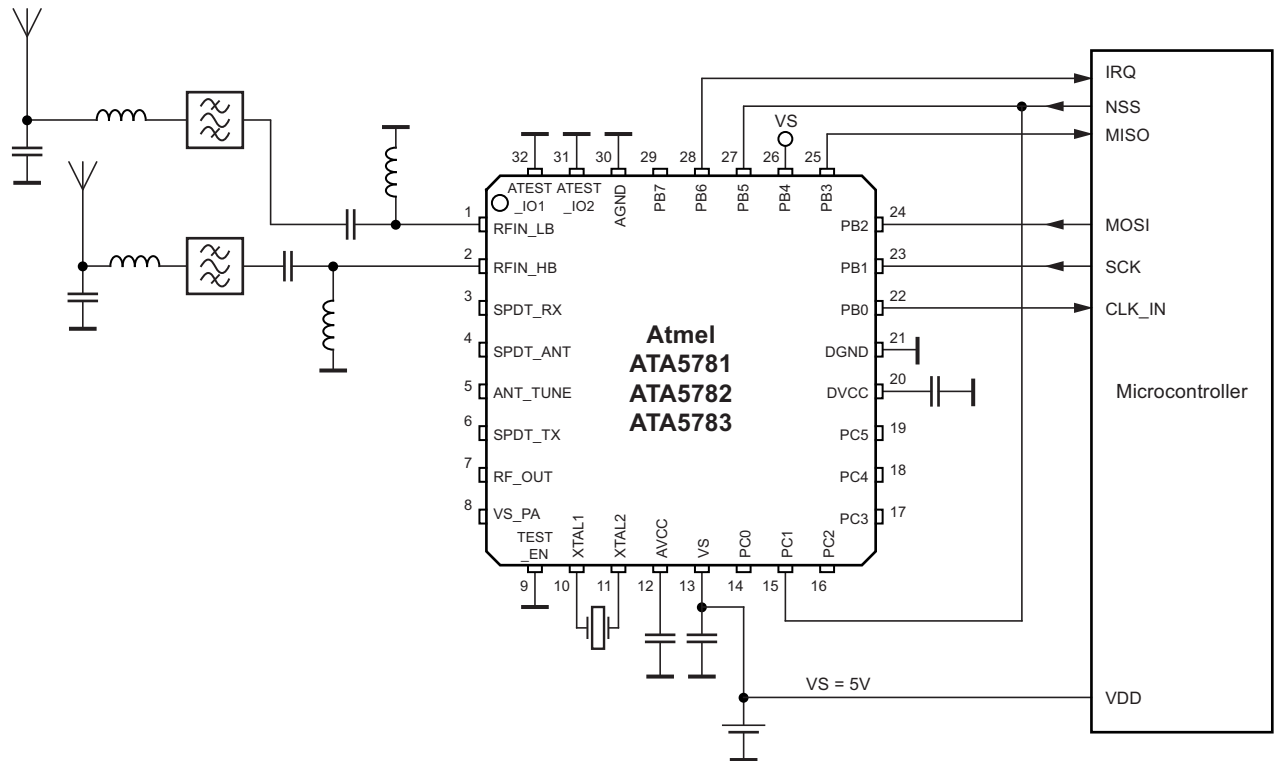 IRQ
NSS
MISO
MOSI
SCK
CLK_IN
Microcontroller
VDD
VS
32
31
30
29
28
27
26
25
ATEST
_IO1
ATEST
_IO2
AGND
PB7
PB6
PB5
PB4
PB3
1
RFIN_LB
2
RFIN_HB
3
SPDT_RX
4
SPDT_ANT
5
ANT_TUNE
6
SPDT_TX
7
RF_OUT
8
VS_PA
Atmel
ATA5781
ATA5782
ATA5783
PB2
24
PB1
23
PB0
22
DGND
21
DVCC
20
PC5
19
PC4
18
PC3
17
TEST
_EN
XTAL1
XTAL2
AVCC
VS
PC0
PC1
PC2
9
10
11
12
13
14
15
16
VS = 5V